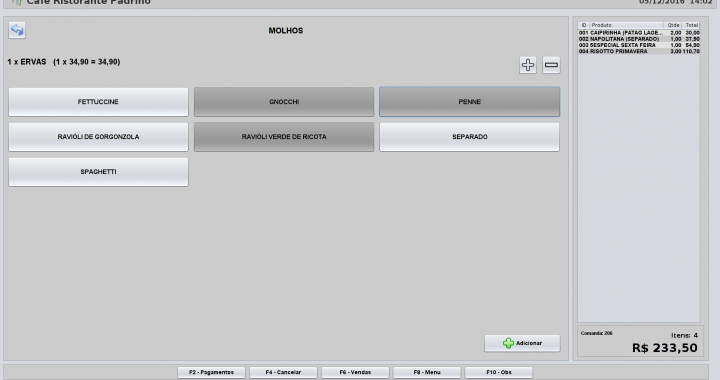 Café Ristorante Padrino 05/12/2016 14:02
MOLHOS
1 x ERVAS (1 x 34,90 = 34,90)
FETTUCCINE GNOCCHI PENNE
RAVIÓLI DE GORGONZOLA RAVIÓLI VERDE DE RICOTA SEPARADO
SPAGHETTI
Adicionar
ID Produto Qtde Total
001 CAIPIRINHA (PATAG LAGE... 2,00 30,00
002 NAPOLITANA (SEPARADO) 1,00 37,90
003 5ESPECIAL SEXTA FEIRA 1,00 54,90
004 RISOTTO PRIMAVERA 3,00 110,70
Comanda: 206 Itens: 4
R$ 233,50
F2 - Pagamentos F4 - Cancelar F6 - Vendas F8 - Menu F10 - Obs